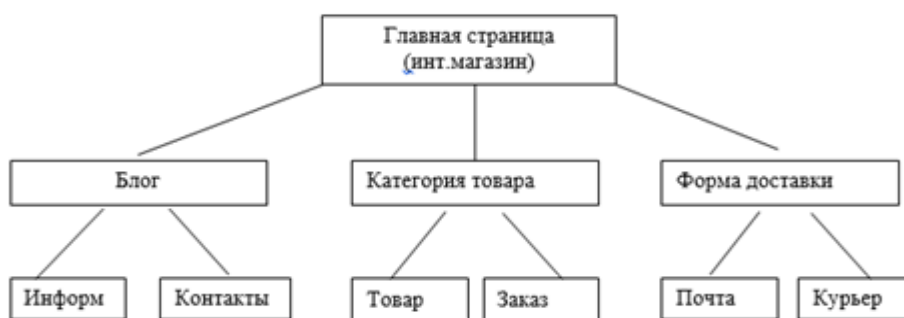 Главная страница
(инт.магазин)
Блог
Категория товара
Форма доставки
Информ
Контакты
Товар
Заказ
Почта
Курьер